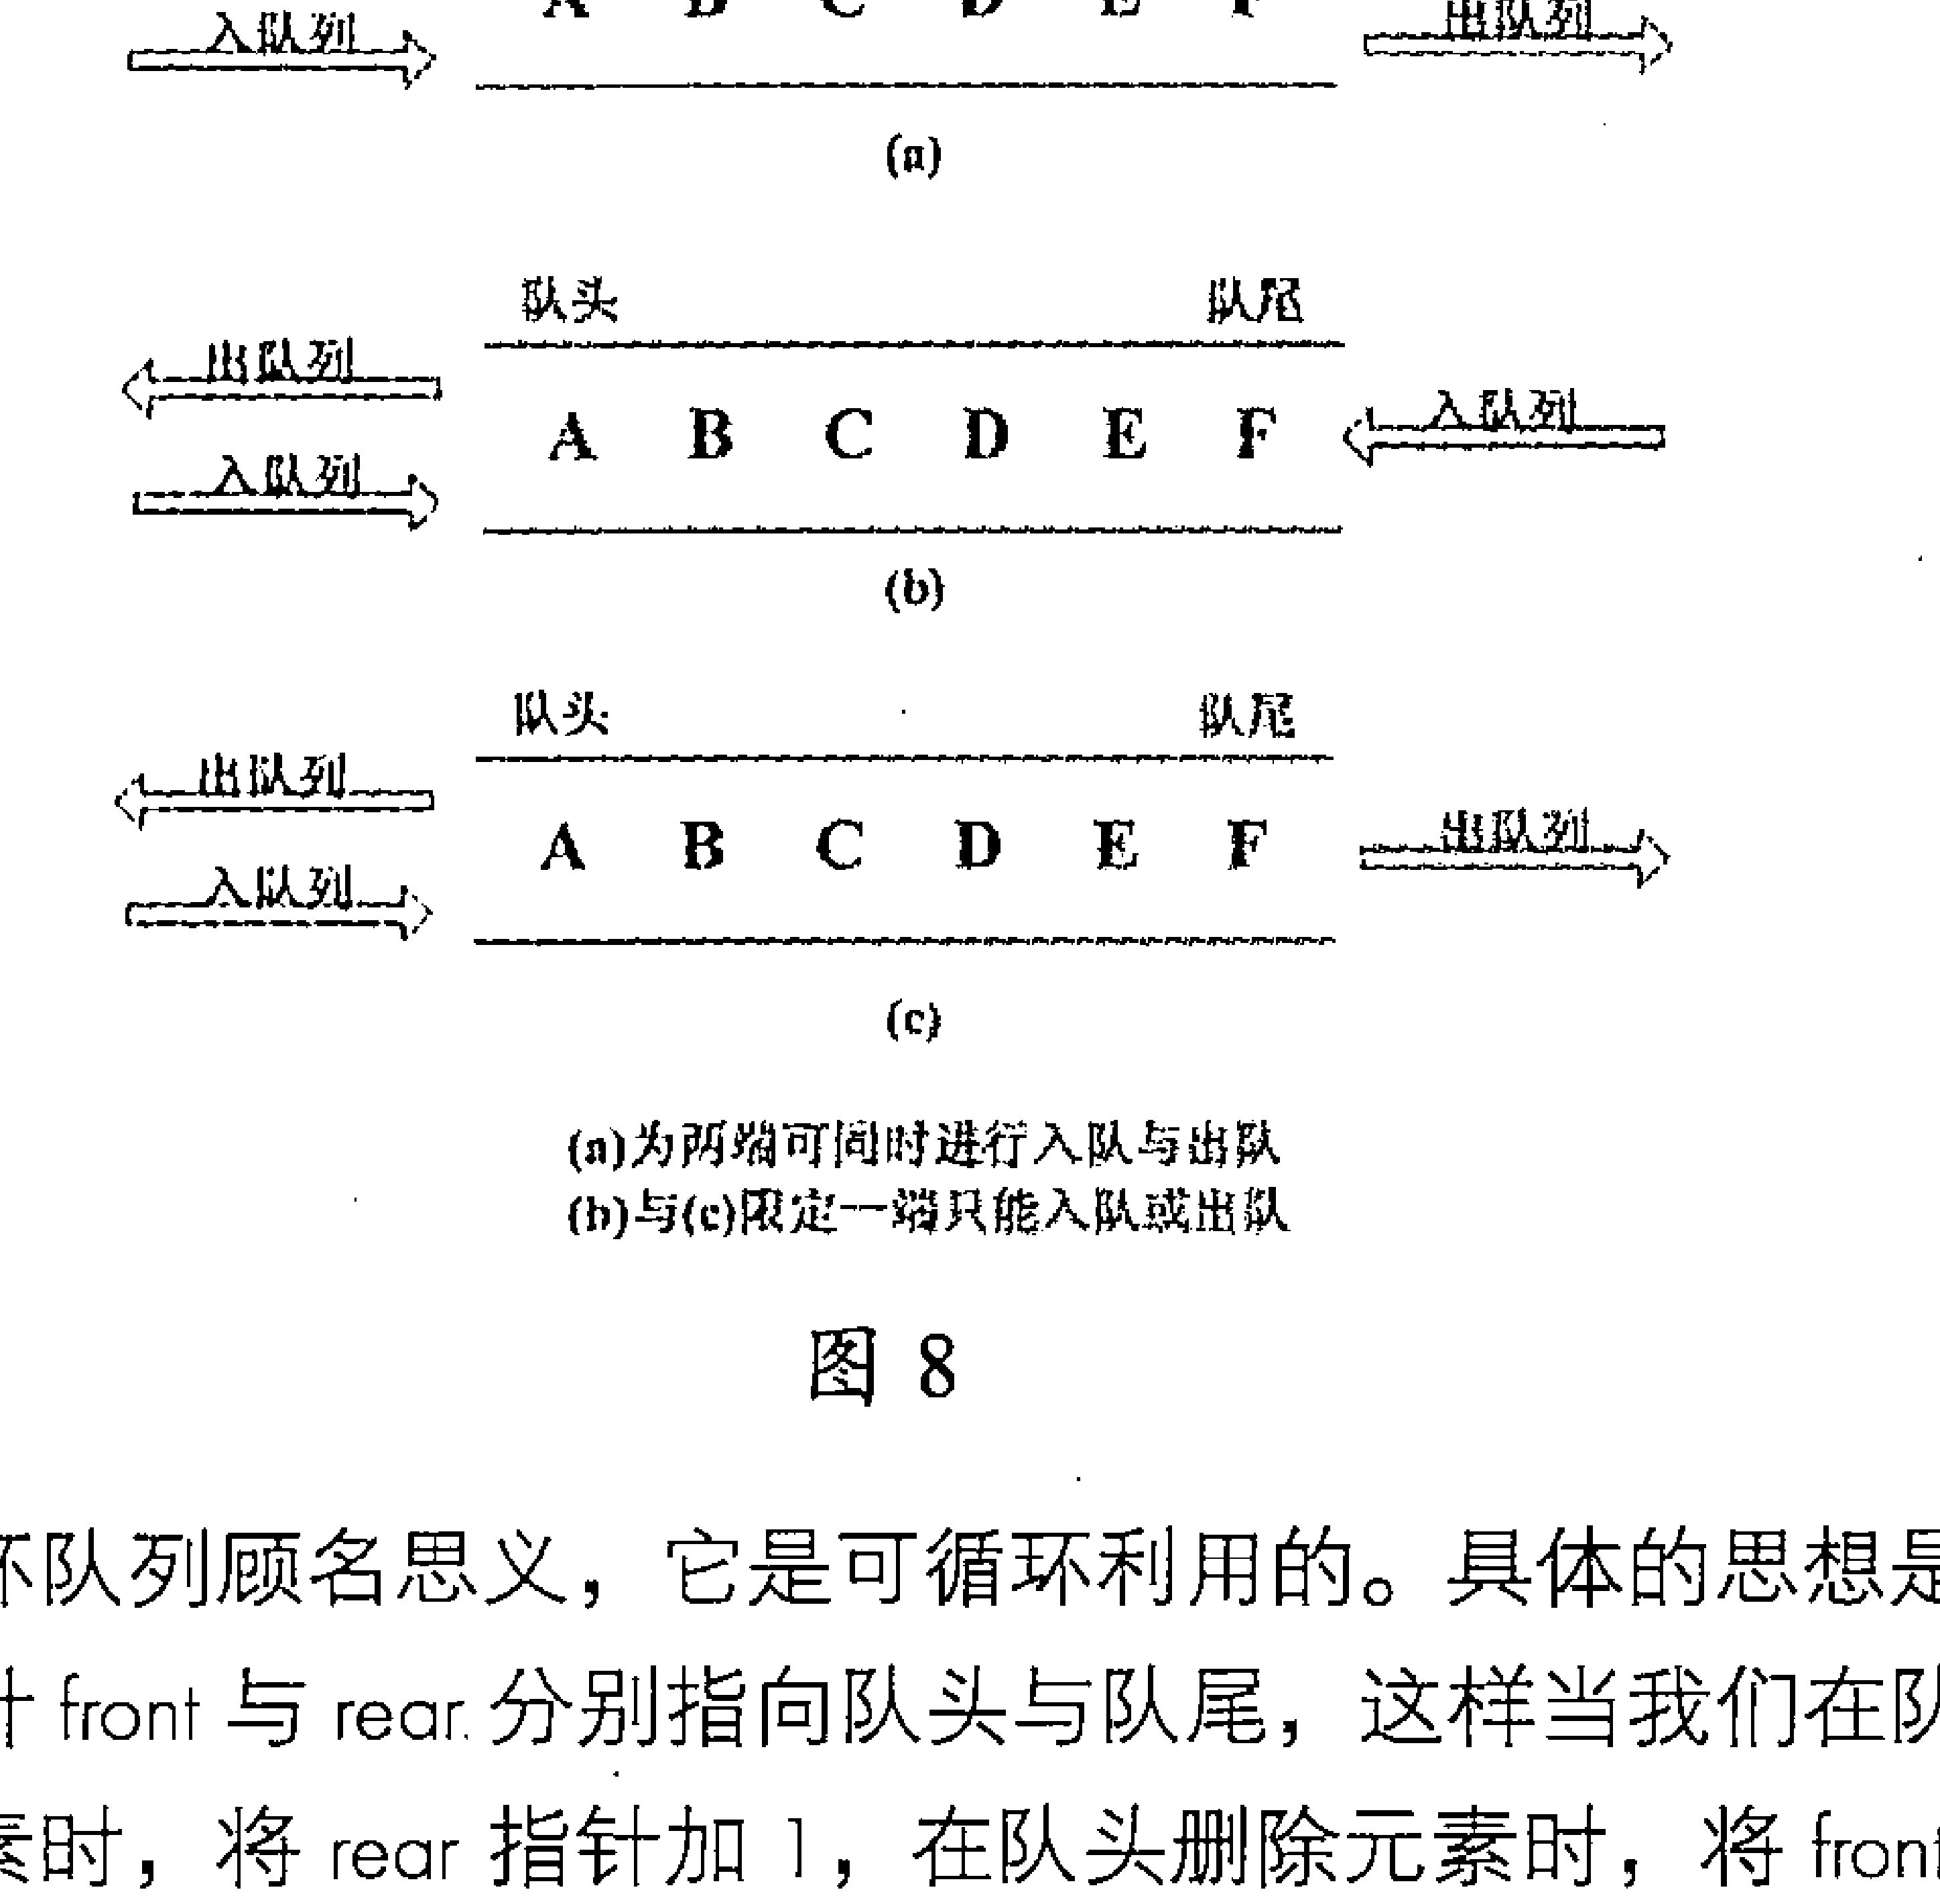 A B C D E F
入队列 出队列
(a)
队头 队尾
出队列
A B C D E F 入队列
入队列
(b)
队头 队尾
出队列
A B C D E F 出队列
入队列
(c)
(a)为两端可同时进行入队与出队
(b)与(c)限定一端只能入队或出队
图 8
队列顾名思义，它是可循环利用的。具体的思想是
front 与 rear. 分别指向队头与队尾，这样当我们在队
素时，将 rear 指针加 1，在队头删除元素时，将 front